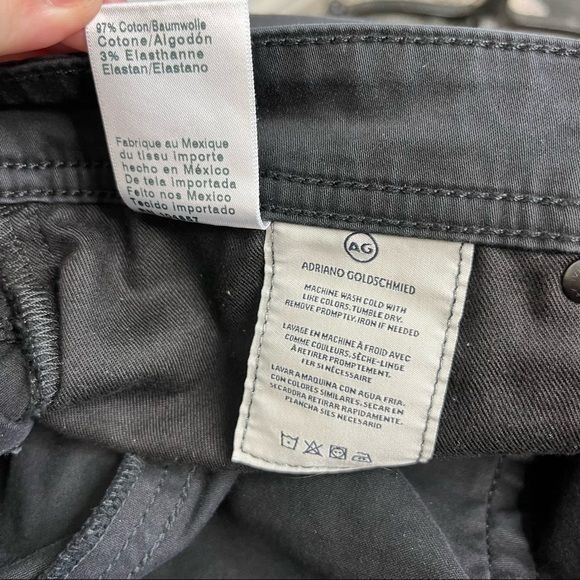 97% Coton/Baumwolle
Cotone/Algodón
3% Elasthanne
Elastan/Elastano
Fabrique au Mexique
du tissu importe
hecho en México
De tela importada
Feito nos Mexico
Tecido importado
AG
ADRIANO GOLDSCHMIED
MACHINE WASH COLD WITH
LIKE COLORS. TUMBLE DRY.
REMOVE PROMPTLY. IRON IF NEEDED
LAVAGE EN MACHINE À FROID AVEC
COMME COULEURS. SÈCHE-LINGE
À RETIRER PROMPTEMENT.
FER SI NÉCESSAIRE
LAVAR A MAQUINA CON AGUA FRIA.
CON COLORES SIMILARES. SECAR EN
SECADORA RETIRAR RAPIDAMENTE.
PLANCHA SIES NECESARIO